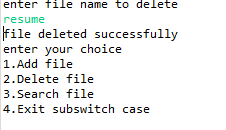 enter file name to delete
resume
file deleted successfully
enter your choice
1.Add file
2.Delete file
3.Search file
4.Exit subswitch case